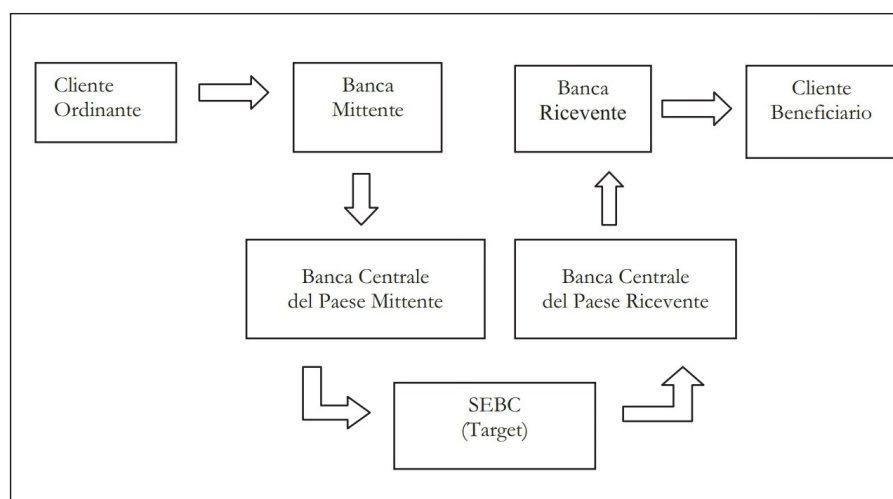 Cliente
Ordinante
Banca
Mittente
Banca
Ricevente
Cliente
Beneficiario
Banca Centrale
del Paese Mittente
Banca Centrale
del Paese Ricevente
SEBC
(Target)